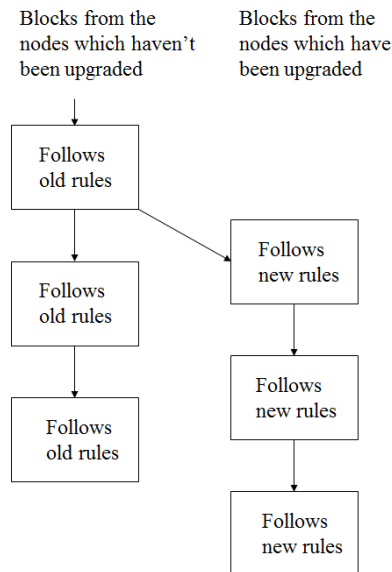 Blocks from the
nodes which haven't
been upgraded
Blocks from the
nodes which have
been upgraded
Follows
old rules
Follows
new rules
Follows
old rules
Follows
new rules
Follows
old rules
Follows
new rules